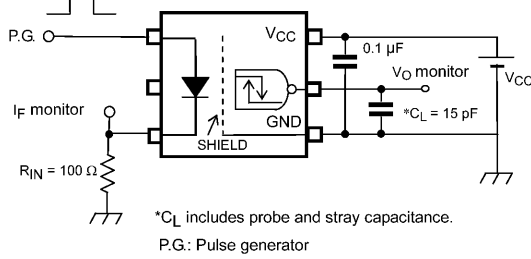 P.G.
VCC
0.1 µF
VO monitor
VCC
IF monitor
*CL = 15 pF
GND
SHIELD
RIN = 100 Ω
*CL includes probe and stray capacitance.
P.G.: Pulse generator